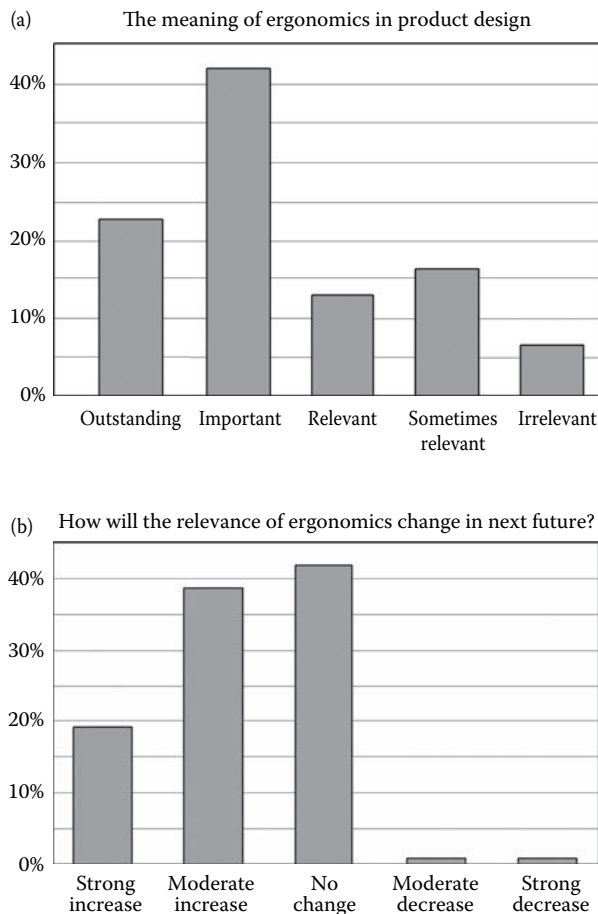 (a) The meaning of ergonomics in product design
40%
30%
20%
10%
0%
Outstanding Important Relevant Sometimes Irrelevant
relevant
(b) How will the relevance of ergonomics change in next future?
40%
30%
20%
10%
0%
Strong Moderate No Moderate Strong
increase increase change decrease decrease